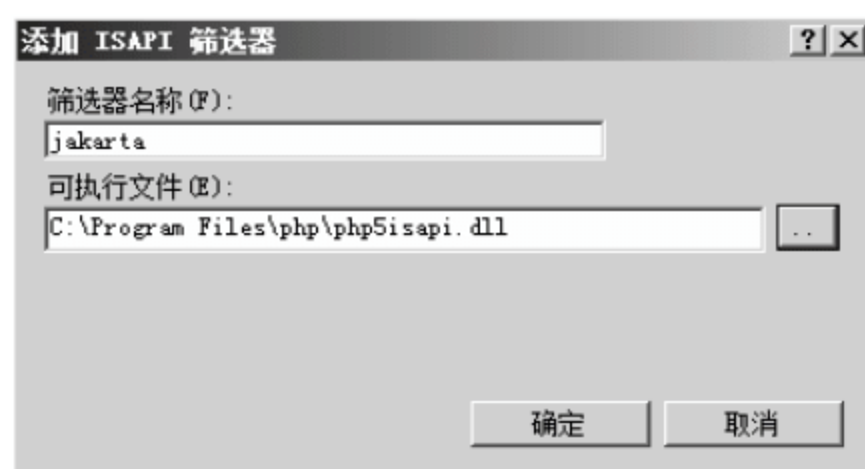 添加 ISAPI 筛选器
筛选器名称(F):
jakarta
可执行文件(E):
C:\Program Files\php\php5isapi.dll
..
确定 取消